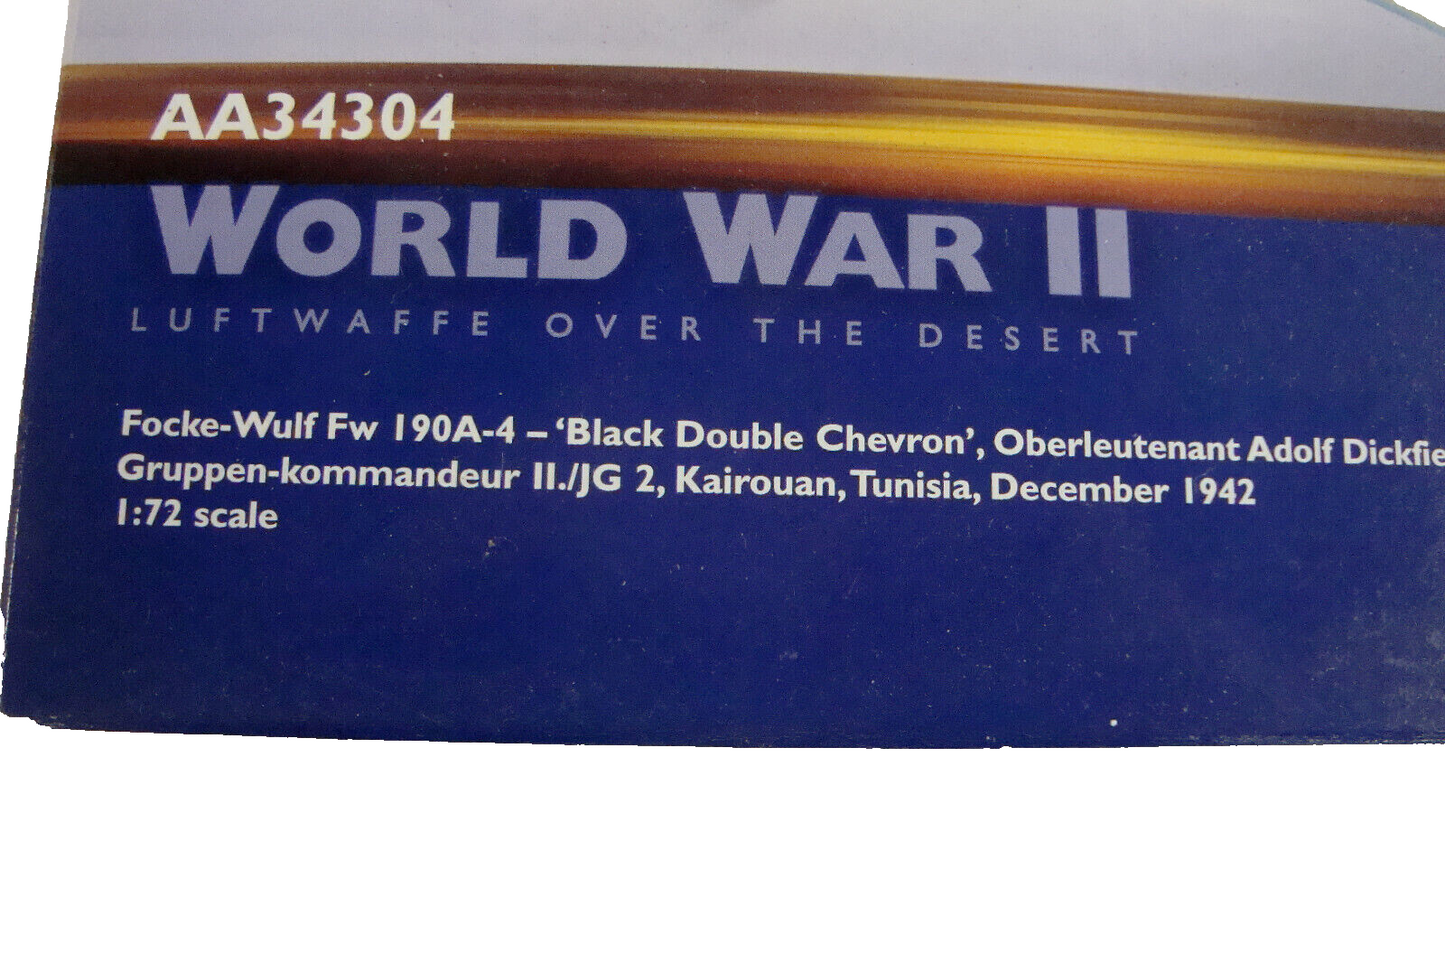 AA34304
WORLD WAR II
LUFTWAFFE OVER THE DESERT
Focke-Wulf Fw 190A-4 – ‘Black Double Chevron’, Oberleutenant Adolf Dickfie
Gruppen-kommandeur II./JG 2, Kairouan, Tunisia, December 1942
1:72 scale